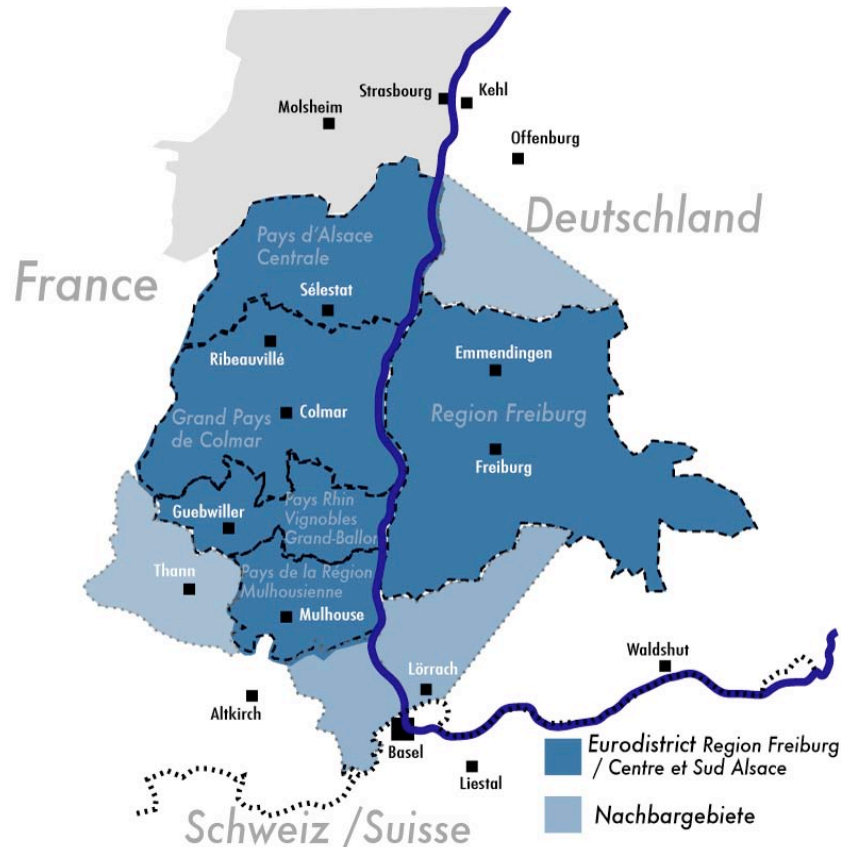 Strasbourg
Kehl
Molsheim
Offenburg
Deutschland
Pays d'Alsace
Centrale
France
Sélestat
Ribeauvillé
Emmendingen
Colmar
Grand Pays
de Colmar
Region Freiburg
Freiburg
Guebwiller
Pays Rhin
Vignobles
Grand-Ballon
Thann
Pays de la Région
Mulhousienne
Mulhouse
Waldshut
Lörrach
Altkirch
Basel
Liestal
Eurodistrict Region Freiburg
/ Centre et Sud Alsace
Nachbargebiete
Schweiz /Suisse